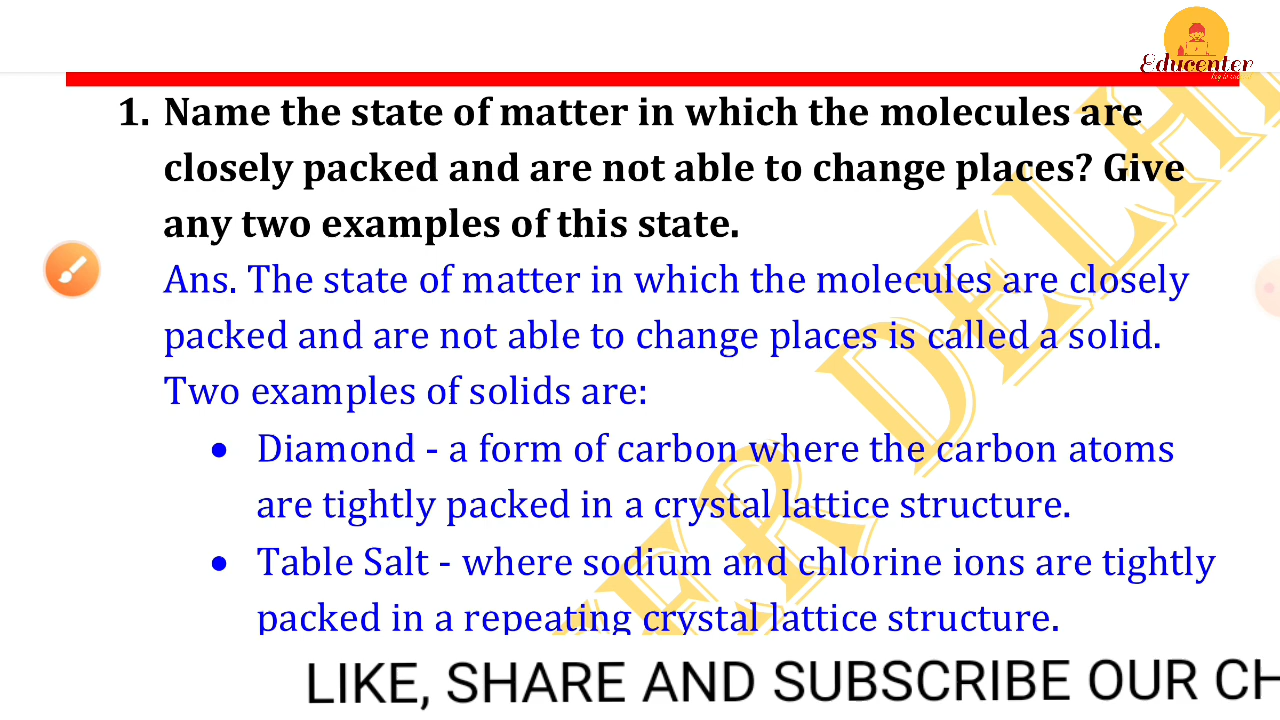 Educenter
1. Name the state of matter in which the molecules are
closely packed and are not able to change places? Give
any two examples of this state.
Ans. The state of matter in which the molecules are closely
packed and are not able to change places is called a solid.
Two examples of solids are:
• Diamond - a form of carbon where the carbon atoms
are tightly packed in a crystal lattice structure.
• Table Salt - where sodium and chlorine ions are tightly
packed in a repeating crystal lattice structure.
LIKE, SHARE AND SUBSCRIBE OUR CH